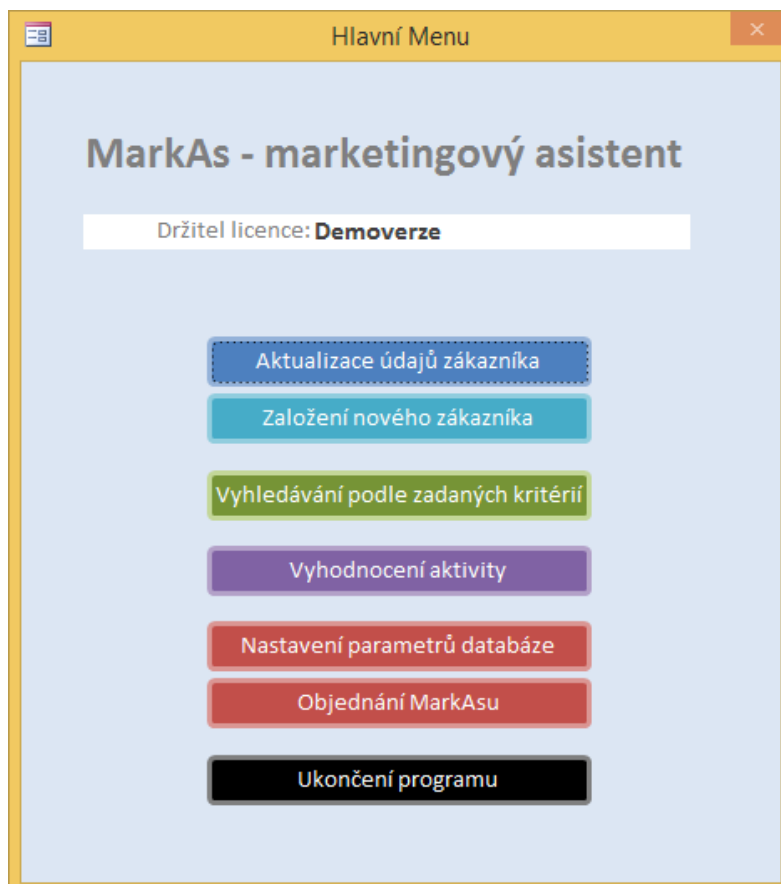 Hlavní Menu
MarkAs - marketingový asistent
Držitel licence: Demoverze
Aktualizace údajů zákazníka
Založení nového zákazníka
Vyhledávání podle zadaných kritérií
Vyhodnocení aktivity
Nastavení parametrů databáze
Objednání MarkAsu
Ukončení programu